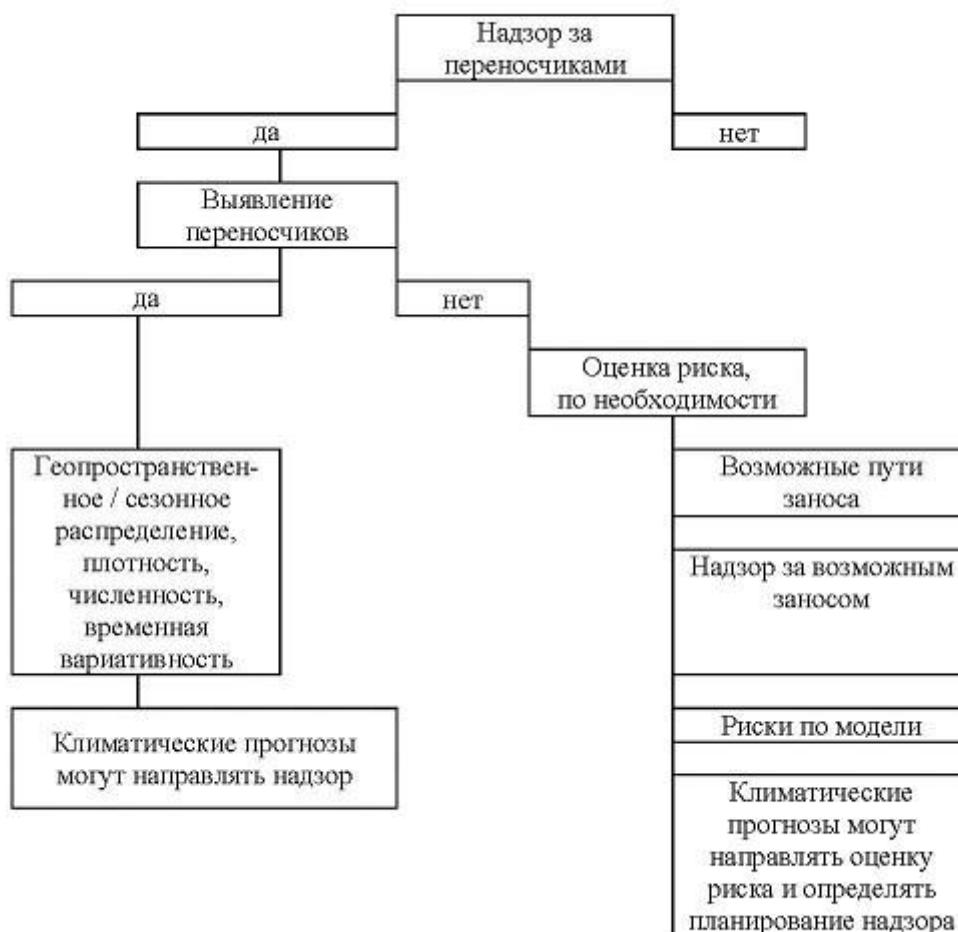 Надзор за
переносчиками
да
нет
Выявление
переносчиков
да
нет
Оценка риска,
по необходимости
Геопространствен-
ное / сезонное
распределение,
плотность,
численность,
временная
вариативность
Возможные пути
заноса
Надзор за возможным
заносом
Риски по модели
Климатические прогнозы
могут направлять надзор
Климатические
прогнозы могут
направлять оценку
риска и определять
планирование надзора